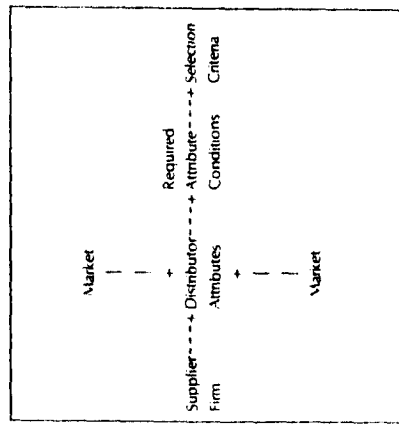 Market
|
|
+
Required
Supplier - - - + Distributor - - - + Attribute - - - + Selection
Firm Attributes Conditions Criteria
+
|
|
Market